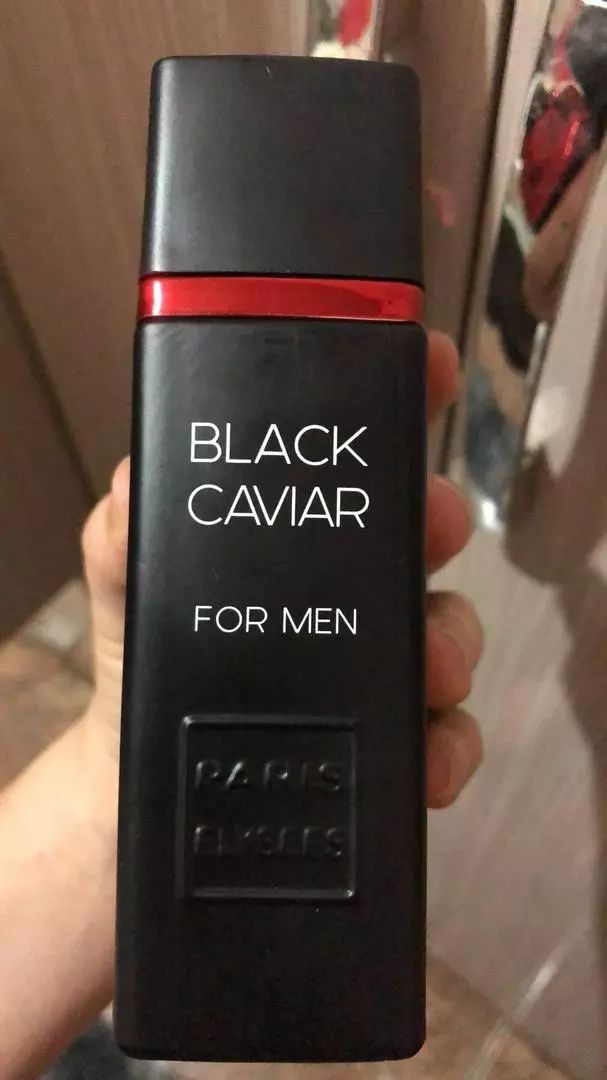 BLACK
CAVIAR
FOR MEN
PARIS
ELYSEES